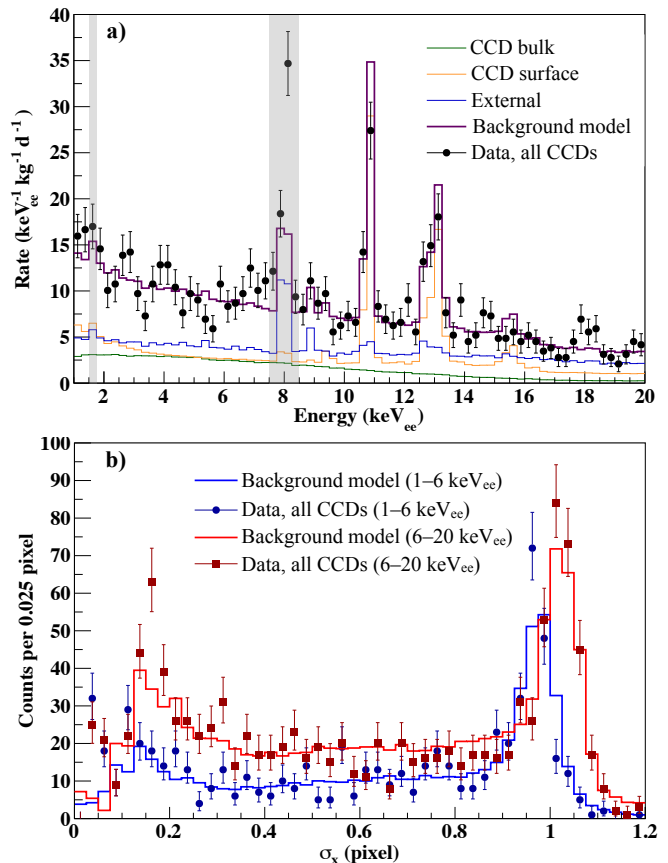 a)
CCD bulk
CCD surface
External
Background model
Data, all CCDs
Rate (keV_ee^-1 kg^-1 d^-1)
40
35
30
25
20
15
10
5
0
2 4 6 8 10 12 14 16 18 20
Energy (keV_ee)
b)
Background model (1–6 keV_ee)
Data, all CCDs (1–6 keV_ee)
Background model (6–20 keV_ee)
Data, all CCDs (6–20 keV_ee)
Counts per 0.025 pixel
100
90
80
70
60
50
40
30
20
10
0
0 0.2 0.4 0.6 0.8 1 1.2
σ_x (pixel)